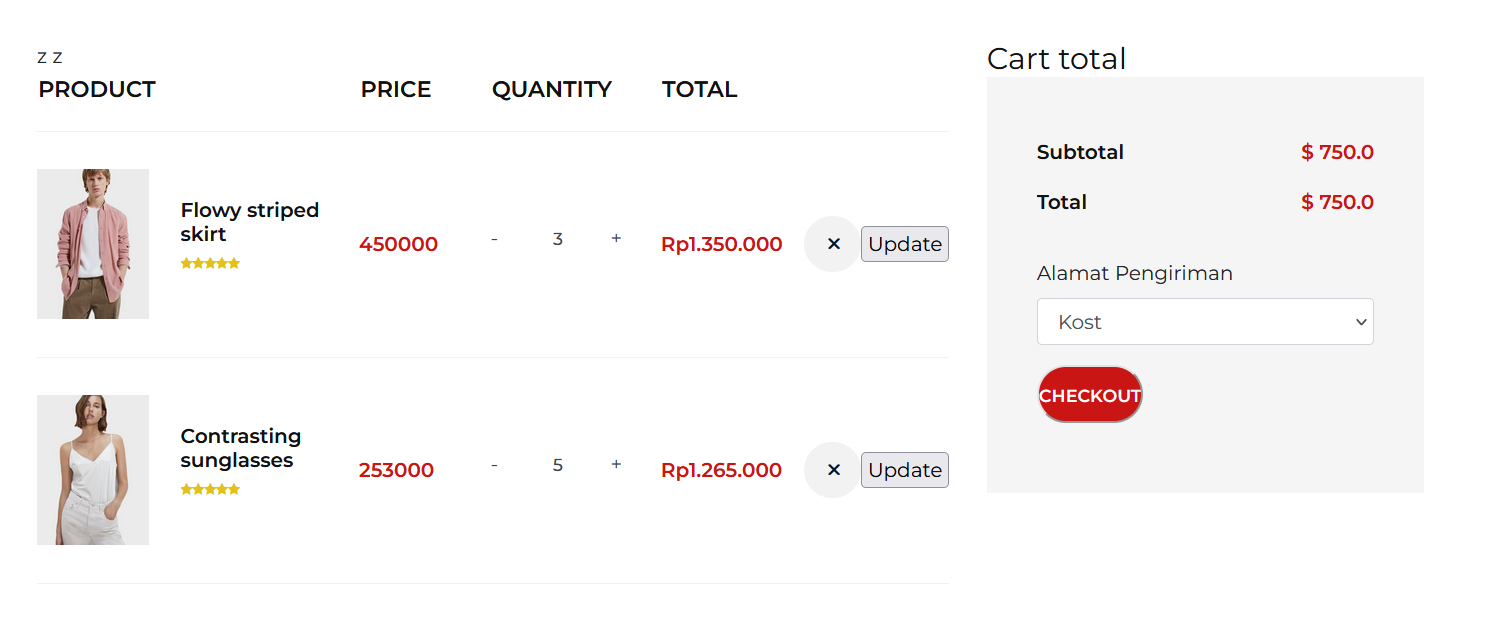 z z
PRODUCT PRICE QUANTITY TOTAL
Flowy striped
skirt
450000 - 3 + Rp1.350.000 × Update
Contrasting
sunglasses
253000 - 5 + Rp1.265.000 × Update
Cart total
Subtotal $ 750.0
Total $ 750.0
Alamat Pengiriman
Kost
CHECKOUT